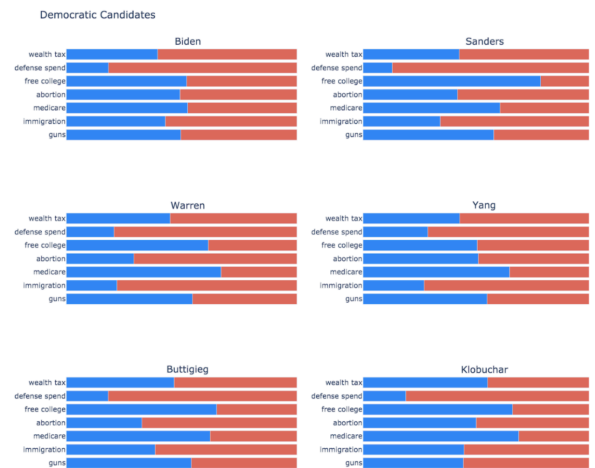 Democratic Candidates
Biden
wealth tax
defense spend
free college
abortion
medicare
immigration
guns
Sanders
wealth tax
defense spend
free college
abortion
medicare
immigration
guns
Warren
wealth tax
defense spend
free college
abortion
medicare
immigration
guns
Yang
wealth tax
defense spend
free college
abortion
medicare
immigration
guns
Buttigieg
wealth tax
defense spend
free college
abortion
medicare
immigration
guns
Klobuchar
wealth tax
defense spend
free college
abortion
medicare
immigration
guns